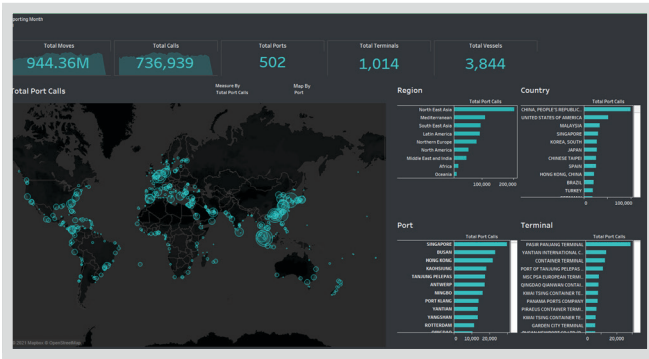 porting Month
Total Moves
944.36M
Total Calls
736,939
Total Ports
502
Total Terminals
1,014
Total Vessels
3,844
Total Port Calls
Measure By
Total Port Calls
Map By
Port
Region
Total Port Calls
North East Asia
Mediterranean
South East Asia
Latin America
Northern Europe
North America
Middle East and India
Africa
Oceania
100,000 200,000
Country
Total Port Calls
CHINA, PEOPLE'S REPUBLIC..
UNITED STATES OF AMERICA
MALAYSIA
SINGAPORE
KOREA, SOUTH
JAPAN
CHINESE TAIPEI
SPAIN
HONG KONG, CHINA
BRAZIL
TURKEY
0 100,000
Port
Total Port Calls
SINGAPORE
BUSAN
HONG KONG
KAOHSIUNG
TANJUNG PELEPAS
ANTWERP
NINGBO
PORT KLANG
YANTIAN
YANGSHAN
ROTTERDAM
0 10,000 20,000
Terminal
Total Port Calls
PASIR PANJANG TERMINAL
YANTIAN INTERNATIONAL C..
CONTAINER TERMINAL
PORT OF TANJUNG PELEPAS ..
MSC PSA EUROPEAN TERMI..
QINGDAO QIANWAN CONTAI..
KWAI TSING CONTAINER TE..
PANAMA PORTS COMPANY
PIRAEUS CONTAINER TERMI..
KWAI TSING CONTAINER TE..
GARDEN CITY TERMINAL
0 20,000
© 2021 Mapbox © OpenStreetMap